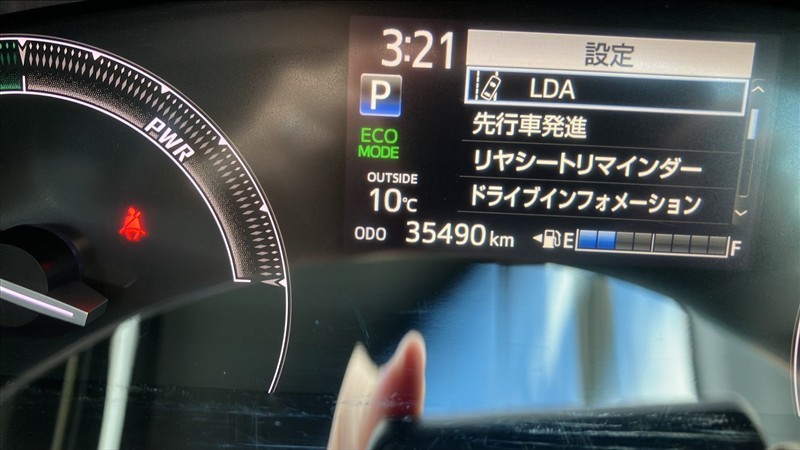 3:21
設定
P
LDA
ECO
MODE
先行車発進
リヤシートリマインダー
OUTSIDE
10℃
ドライブインフォメーション
ODO 35490 km
E F
PWR